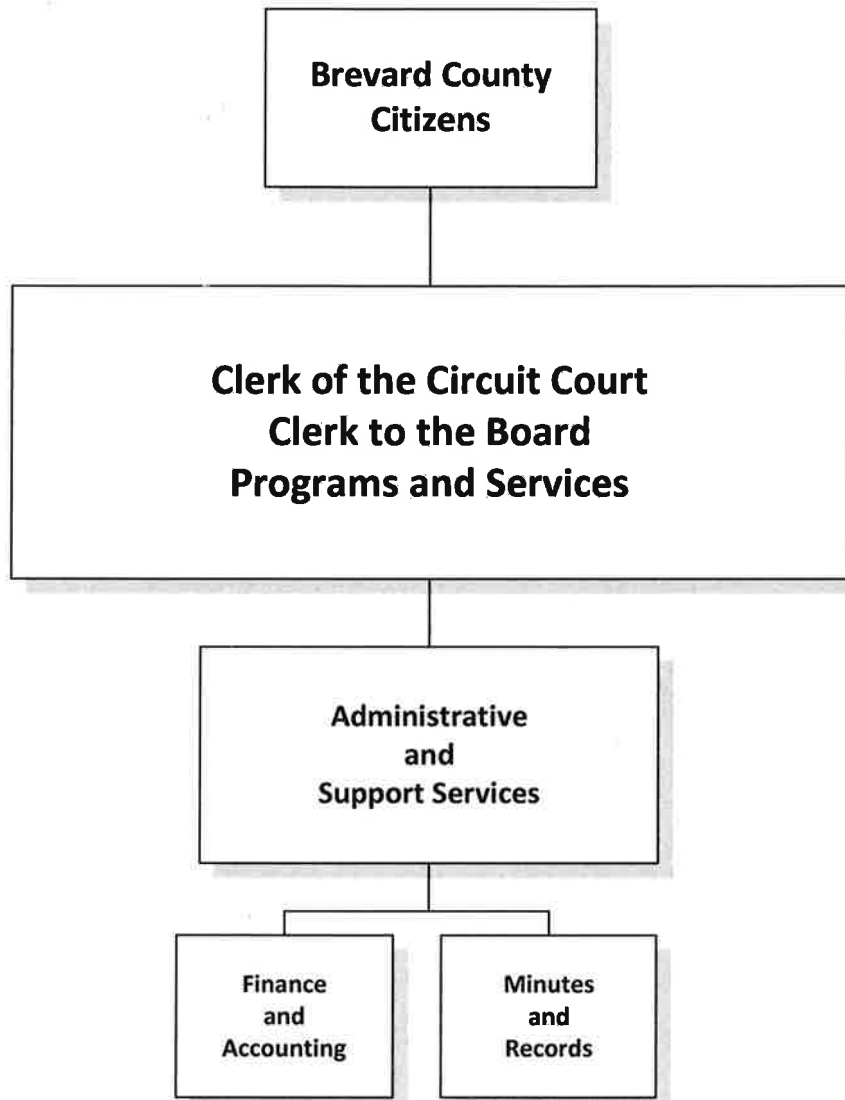 Brevard County
Citizens
Clerk of the Circuit Court
Clerk to the Board
Programs and Services
Administrative
and
Support Services
Finance
and
Accounting
Minutes
and
Records